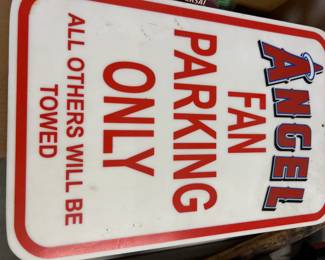 ANGEL
FAN
PARKING
ONLY
ALL OTHERS WILL BE
TOWED